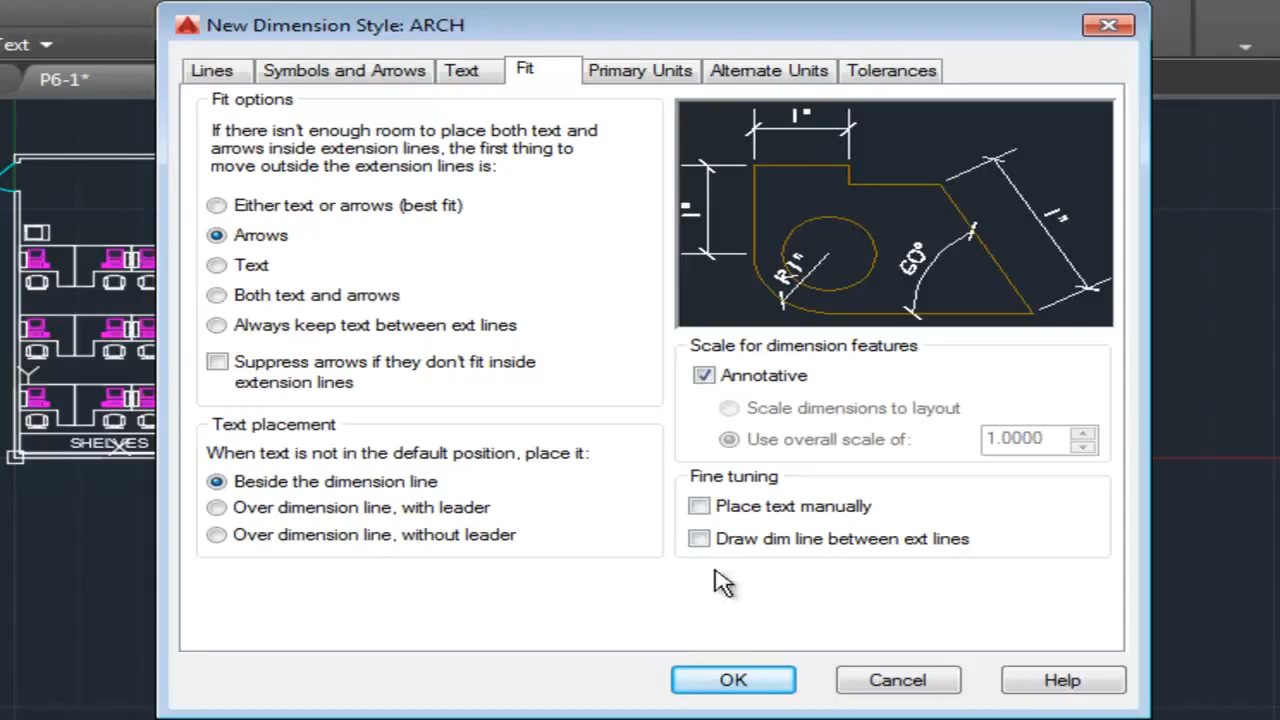 New Dimension Style: ARCH
Text
P6-1*
Lines
Symbols and Arrows
Text
Fit
Primary Units
Alternate Units
Tolerances
Fit options
If there isn't enough room to place both text and
arrows inside extension lines, the first thing to
move outside the extension lines is:
Either text or arrows (best fit)
Arrows
Text
Both text and arrows
Always keep text between ext lines
Suppress arrows if they don't fit inside
extension lines
Text placement
When text is not in the default position, place it:
Beside the dimension line
Over dimension line, with leader
Over dimension line, without leader
1"
1"
1"
R1"
60°
Scale for dimension features
Annotative
Scale dimensions to layout
Use overall scale of:
1.0000
Fine tuning
Place text manually
Draw dim line between ext lines
Y
SHELVES
X
OK
Cancel
Help